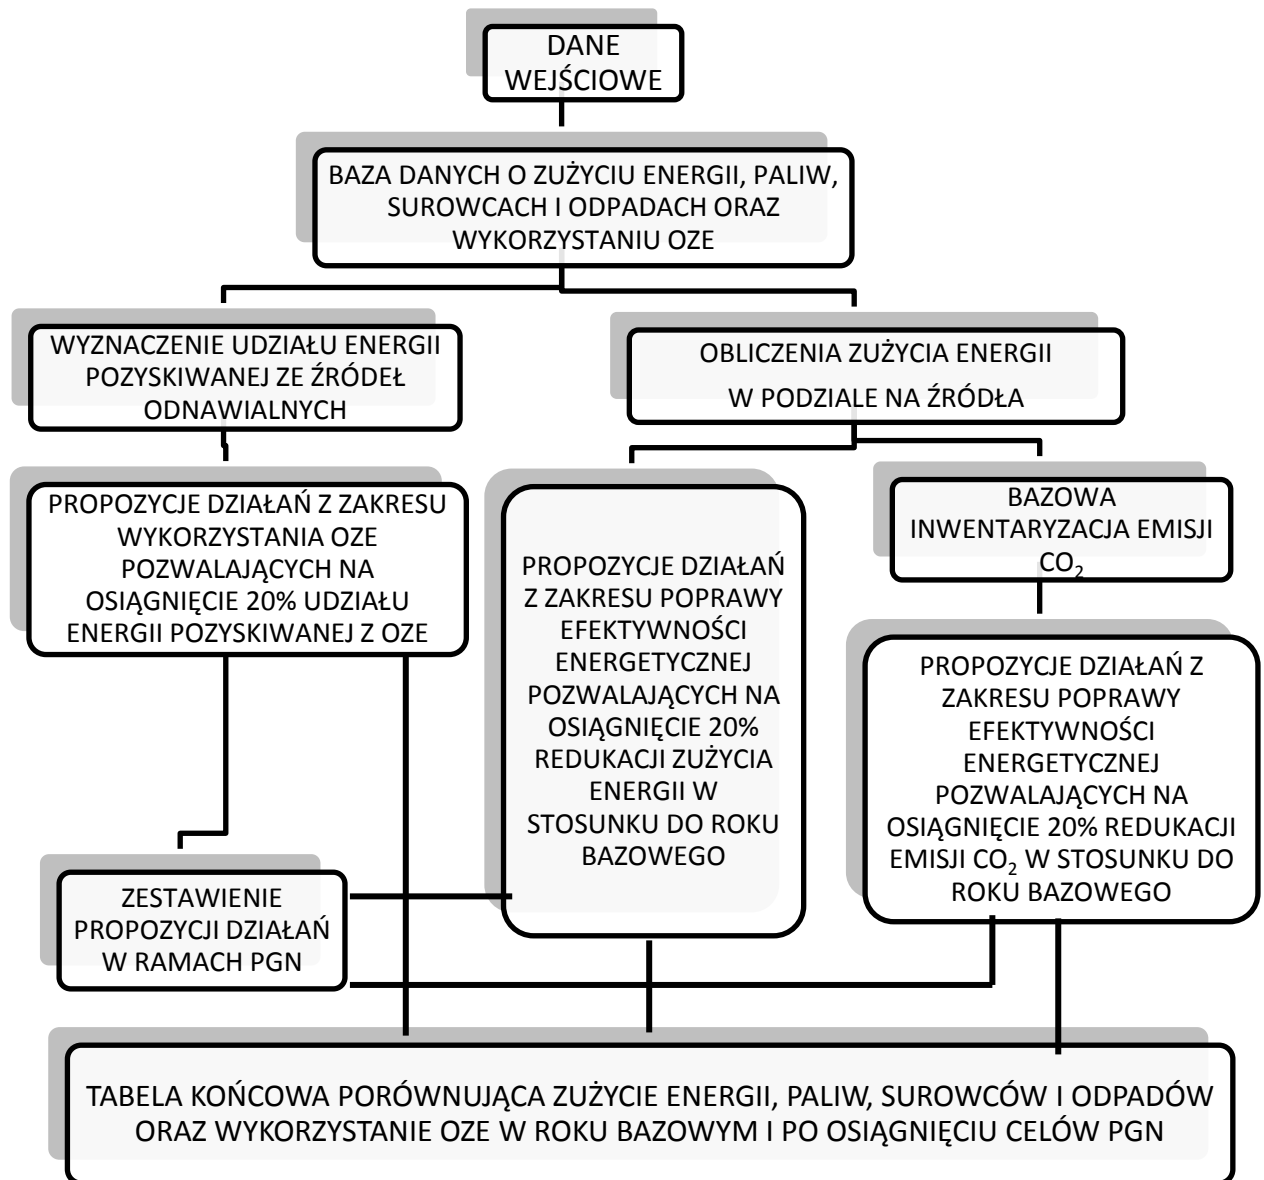 DANE
WEJŚCIOWE
BAZA DANYCH O ZUŻYCIU ENERGII, PALIW,
SUROWCACH I ODPADACH ORAZ
WYKORZYSTANIU OZE
WYZNACZENIE UDZIAŁU ENERGII
POZYSKIWANEJ ZE ŹRÓDEŁ
ODNAWIALNYCH
OBLICZENIA ZUŻYCIA ENERGII
W PODZIALE NA ŹRÓDŁA
PROPOZYCJE DZIAŁAŃ Z ZAKRESU
WYKORZYSTANIA OZE
POZWALAJĄCYCH NA
OSIĄGNIĘCIE 20% UDZIAŁU
ENERGII POZYSKIWANEJ Z OZE
PROPOZYCJE DZIAŁAŃ
Z ZAKRESU POPRAWY
EFEKTYWNOŚCI
ENERGETYCZNEJ
POZWALAJĄCYCH NA
OSIĄGNIĘCIE 20%
REDUKACJI ZUŻYCIA
ENERGII W
STOSUNKU DO ROKU
BAZOWEGO
BAZOWA
INWENTARYZACJA EMISJI
CO₂
PROPOZYCJE DZIAŁAŃ Z
ZAKRESU POPRAWY
EFEKTYWNOŚCI
ENERGETYCZNEJ
POZWALAJĄCYCH NA
OSIĄGNIĘCIE 20% REDUKACJI
EMISJI CO₂ W STOSUNKU DO
ROKU BAZOWEGO
ZESTAWIENIE
PROPOZYCJI DZIAŁAŃ
W RAMACH PGN
TABELA KOŃCOWA PORÓWNUJĄCA ZUŻYCIE ENERGII, PALIW, SUROWCÓW I ODPADÓW
ORAZ WYKORZYSTANIE OZE W ROKU BAZOWYM I PO OSIĄGNIĘCIU CELÓW PGN